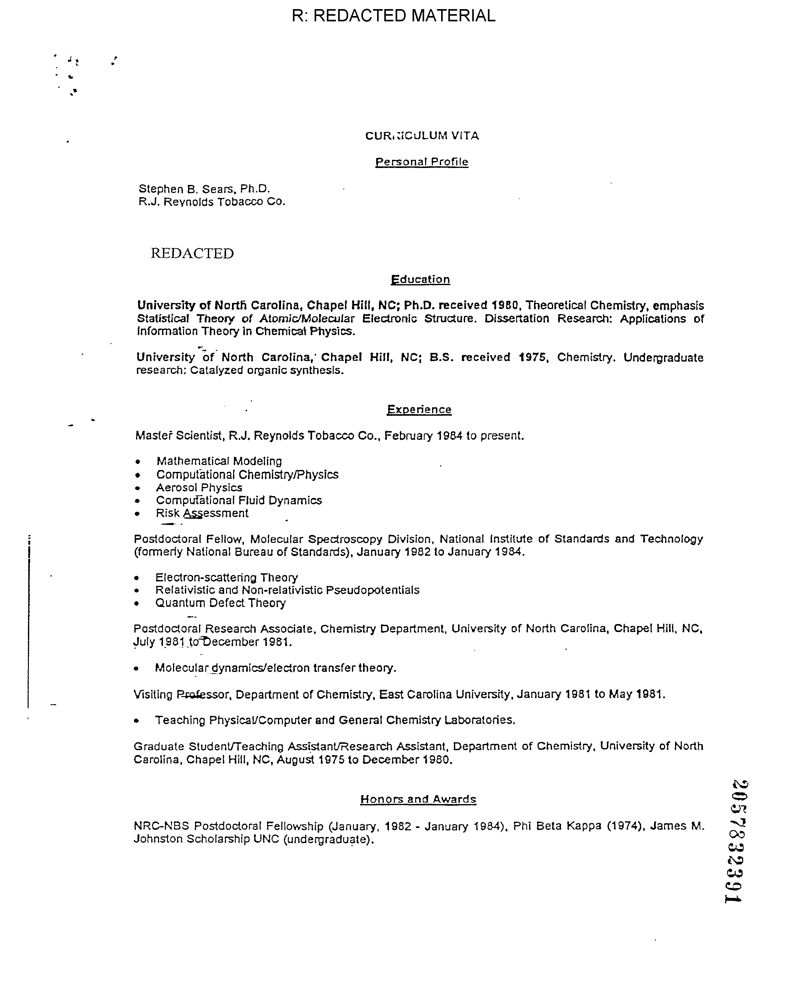 R: REDACTED MATERIAL
CURRICULUM VITA
Personal Profile
Stephen B. Sears, Ph.D.
R.J. Reynolds Tobacco Co.
REDACTED
Education
University of North Carolina, Chapel Hill, NC; Ph.D. received 1980, Theoretical Chemistry, emphasis
Statistical Theory of Atomic/Molecular Electronic Structure. Dissertation Research: Applications of
Information Theory in Chemical Physics.
University of North Carolina, Chapel Hill, NC; B.S. received 1975, Chemistry. Undergraduate
research: Catalyzed organic synthesis.
Experience
Master Scientist, R.J. Reynolds Tobacco Co., February 1984 to present.
• Mathematical Modeling
• Computational Chemistry/Physics
• Aerosol Physics
• Computational Fluid Dynamics
• Risk Assessment
Postdoctoral Fellow, Molecular Spectroscopy Division, National Institute of Standards and Technology
(formerly National Bureau of Standards), January 1982 to January 1984.
• Electron-scattering Theory
• Relativistic and Non-relativistic Pseudopotentials
• Quantum Defect Theory
Postdoctoral Research Associate, Chemistry Department, University of North Carolina, Chapel Hill, NC,
July 1981 to December 1981.
• Molecular dynamics/electron transfer theory.
Visiting Professor, Department of Chemistry, East Carolina University, January 1981 to May 1981.
• Teaching Physical/Computer and General Chemistry Laboratories.
Graduate Student/Teaching Assistant/Research Assistant, Department of Chemistry, University of North
Carolina, Chapel Hill, NC, August 1975 to December 1980.
Honors and Awards
NRC-NBS Postdoctoral Fellowship (January, 1982 - January 1984), Phi Beta Kappa (1974), James M.
Johnston Scholarship UNC (undergraduate).
2057832391